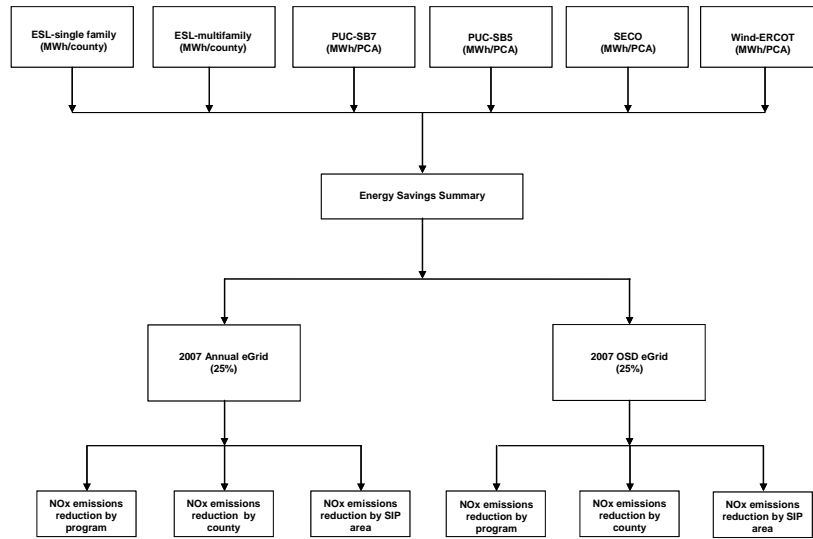 ESL-single family
(MWh/county)
ESL-multifamily
(MWh/county)
PUC-SB7
(MWh/PCA)
PUC-SB5
(MWh/PCA)
SECO
(MWh/PCA)
Wind-ERCOT
(MWh/PCA)
Energy Savings Summary
2007 Annual eGrid
(25%)
2007 OSD eGrid
(25%)
NOx emissions
reduction by
program
NOx emissions
reduction by
county
NOx emissions
reduction by SIP
area
NOx emissions
reduction by
program
NOx emissions
reduction by
county
NOx emissions
reduction by SIP
area